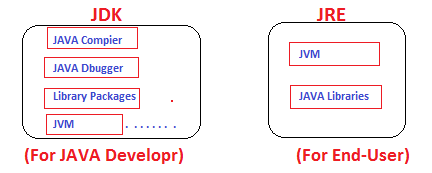 JDK
JAVA Compier
JAVA Dbugger
Library Packages
JVM . . . . . . .
(For JAVA Developr)
JRE
JVM
JAVA Libraries
(For End-User)